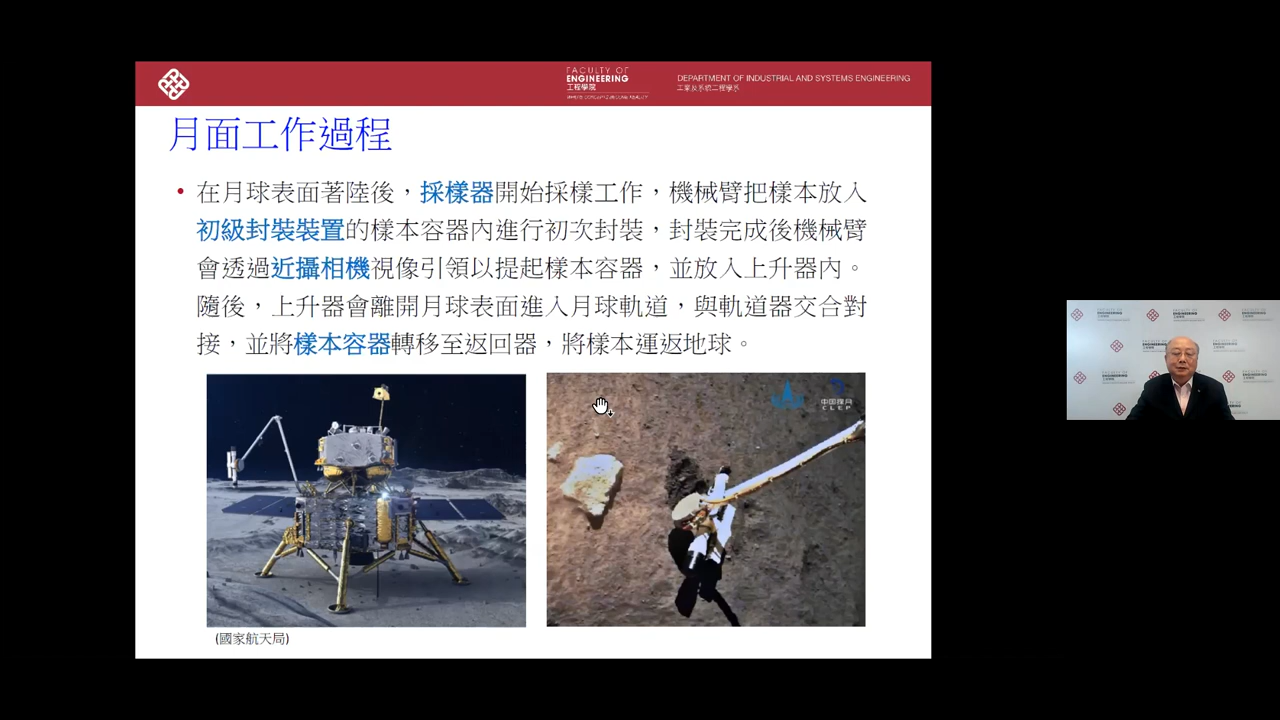 FACULTY OF
ENGINEERING
工程學院
DEPARTMENT OF INDUSTRIAL AND SYSTEMS ENGINEERING
工業及系統工程學系
月面工作過程
• 在月球表面著陸後，採樣器開始採樣工作，機械臂把樣本放入
初級封裝裝置的樣本容器內進行初次封裝，封裝完成後機械臂
會透過近攝相機視像引領以提起樣本容器，並放入上升器內。
隨後，上升器會離開月球表面進入月球軌道，與軌道器交合對
接，並將樣本容器轉移至返回器，將樣本運返地球。
中国探月
CLEP
(國家航天局)